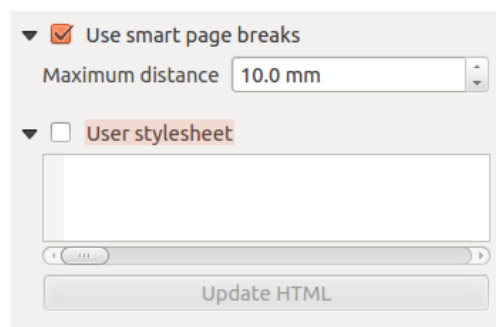 Use smart page breaks
Maximum distance 10.0 mm
User stylesheet
Update HTML